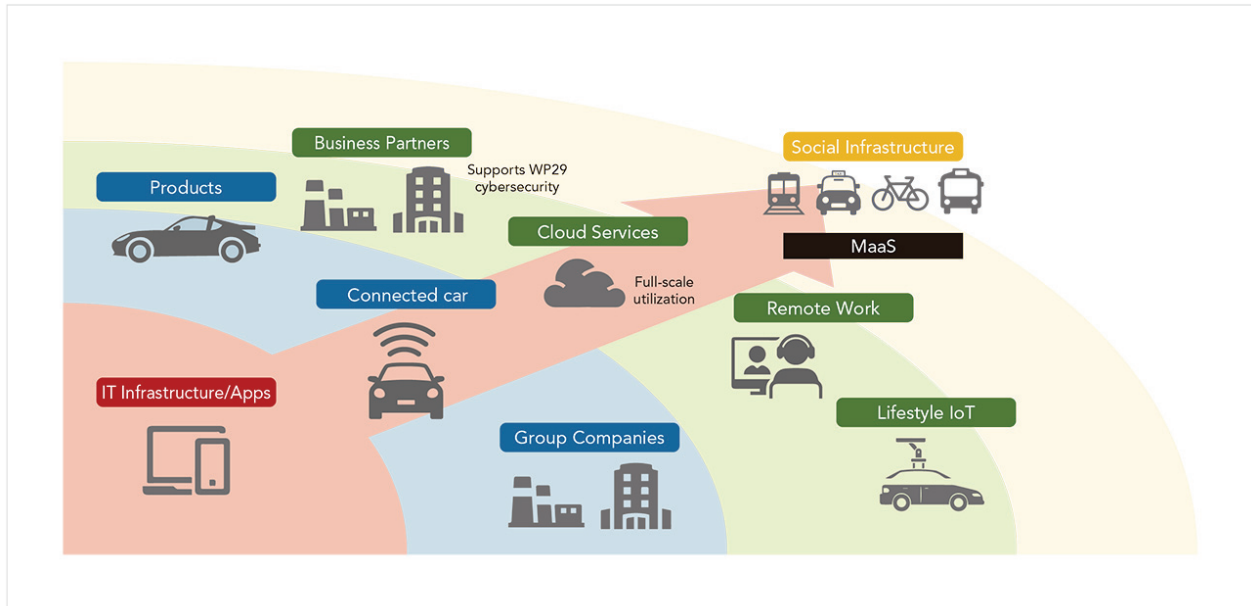 Business Partners
Supports WP29
cybersecurity
Social Infrastructure
Products
Cloud Services
MaaS
Connected car
Full-scale
utilization
Remote Work
IT Infrastructure/Apps
Lifestyle IoT
Group Companies